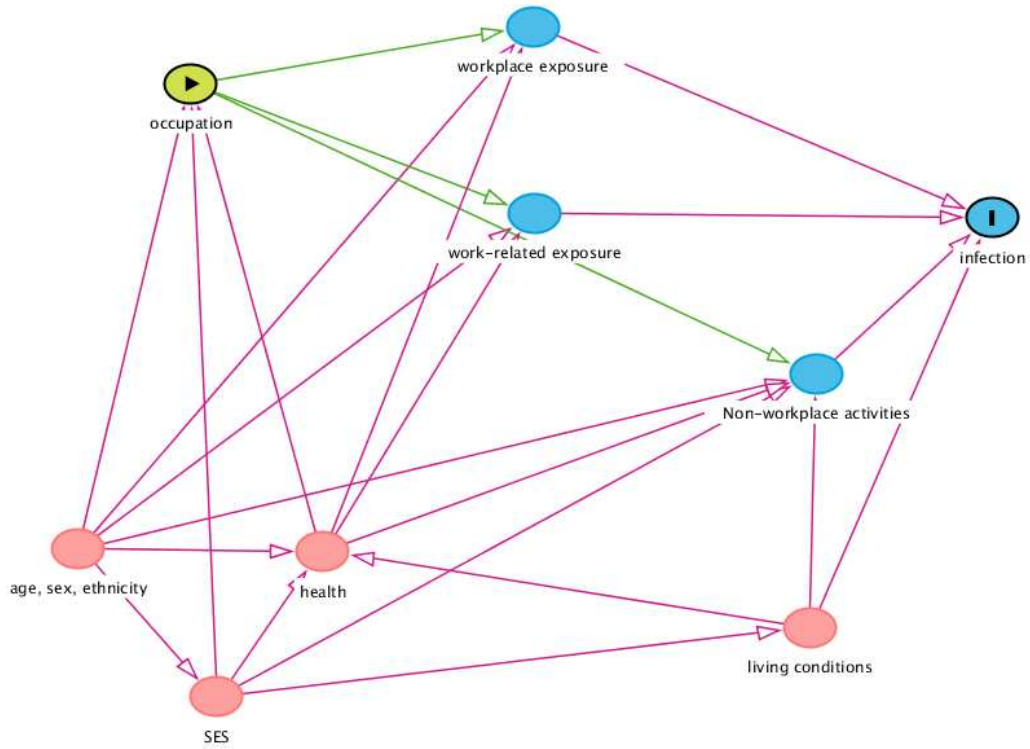 workplace exposure
occupation
work-related exposure
infection
Non-workplace activities
age, sex, ethnicity
health
living conditions
SES